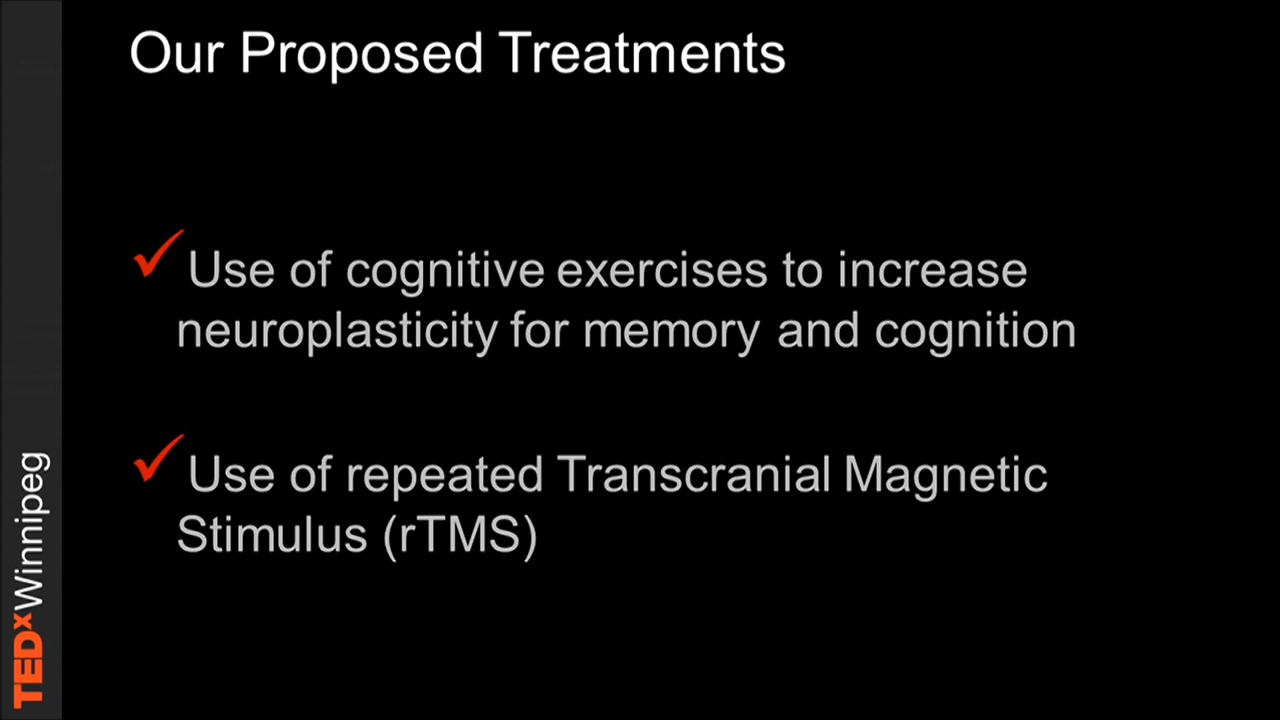 Our Proposed Treatments
Use of cognitive exercises to increase
neuroplasticity for memory and cognition
Use of repeated Transcranial Magnetic
Stimulus (rTMS)
TEDxWinnipeg